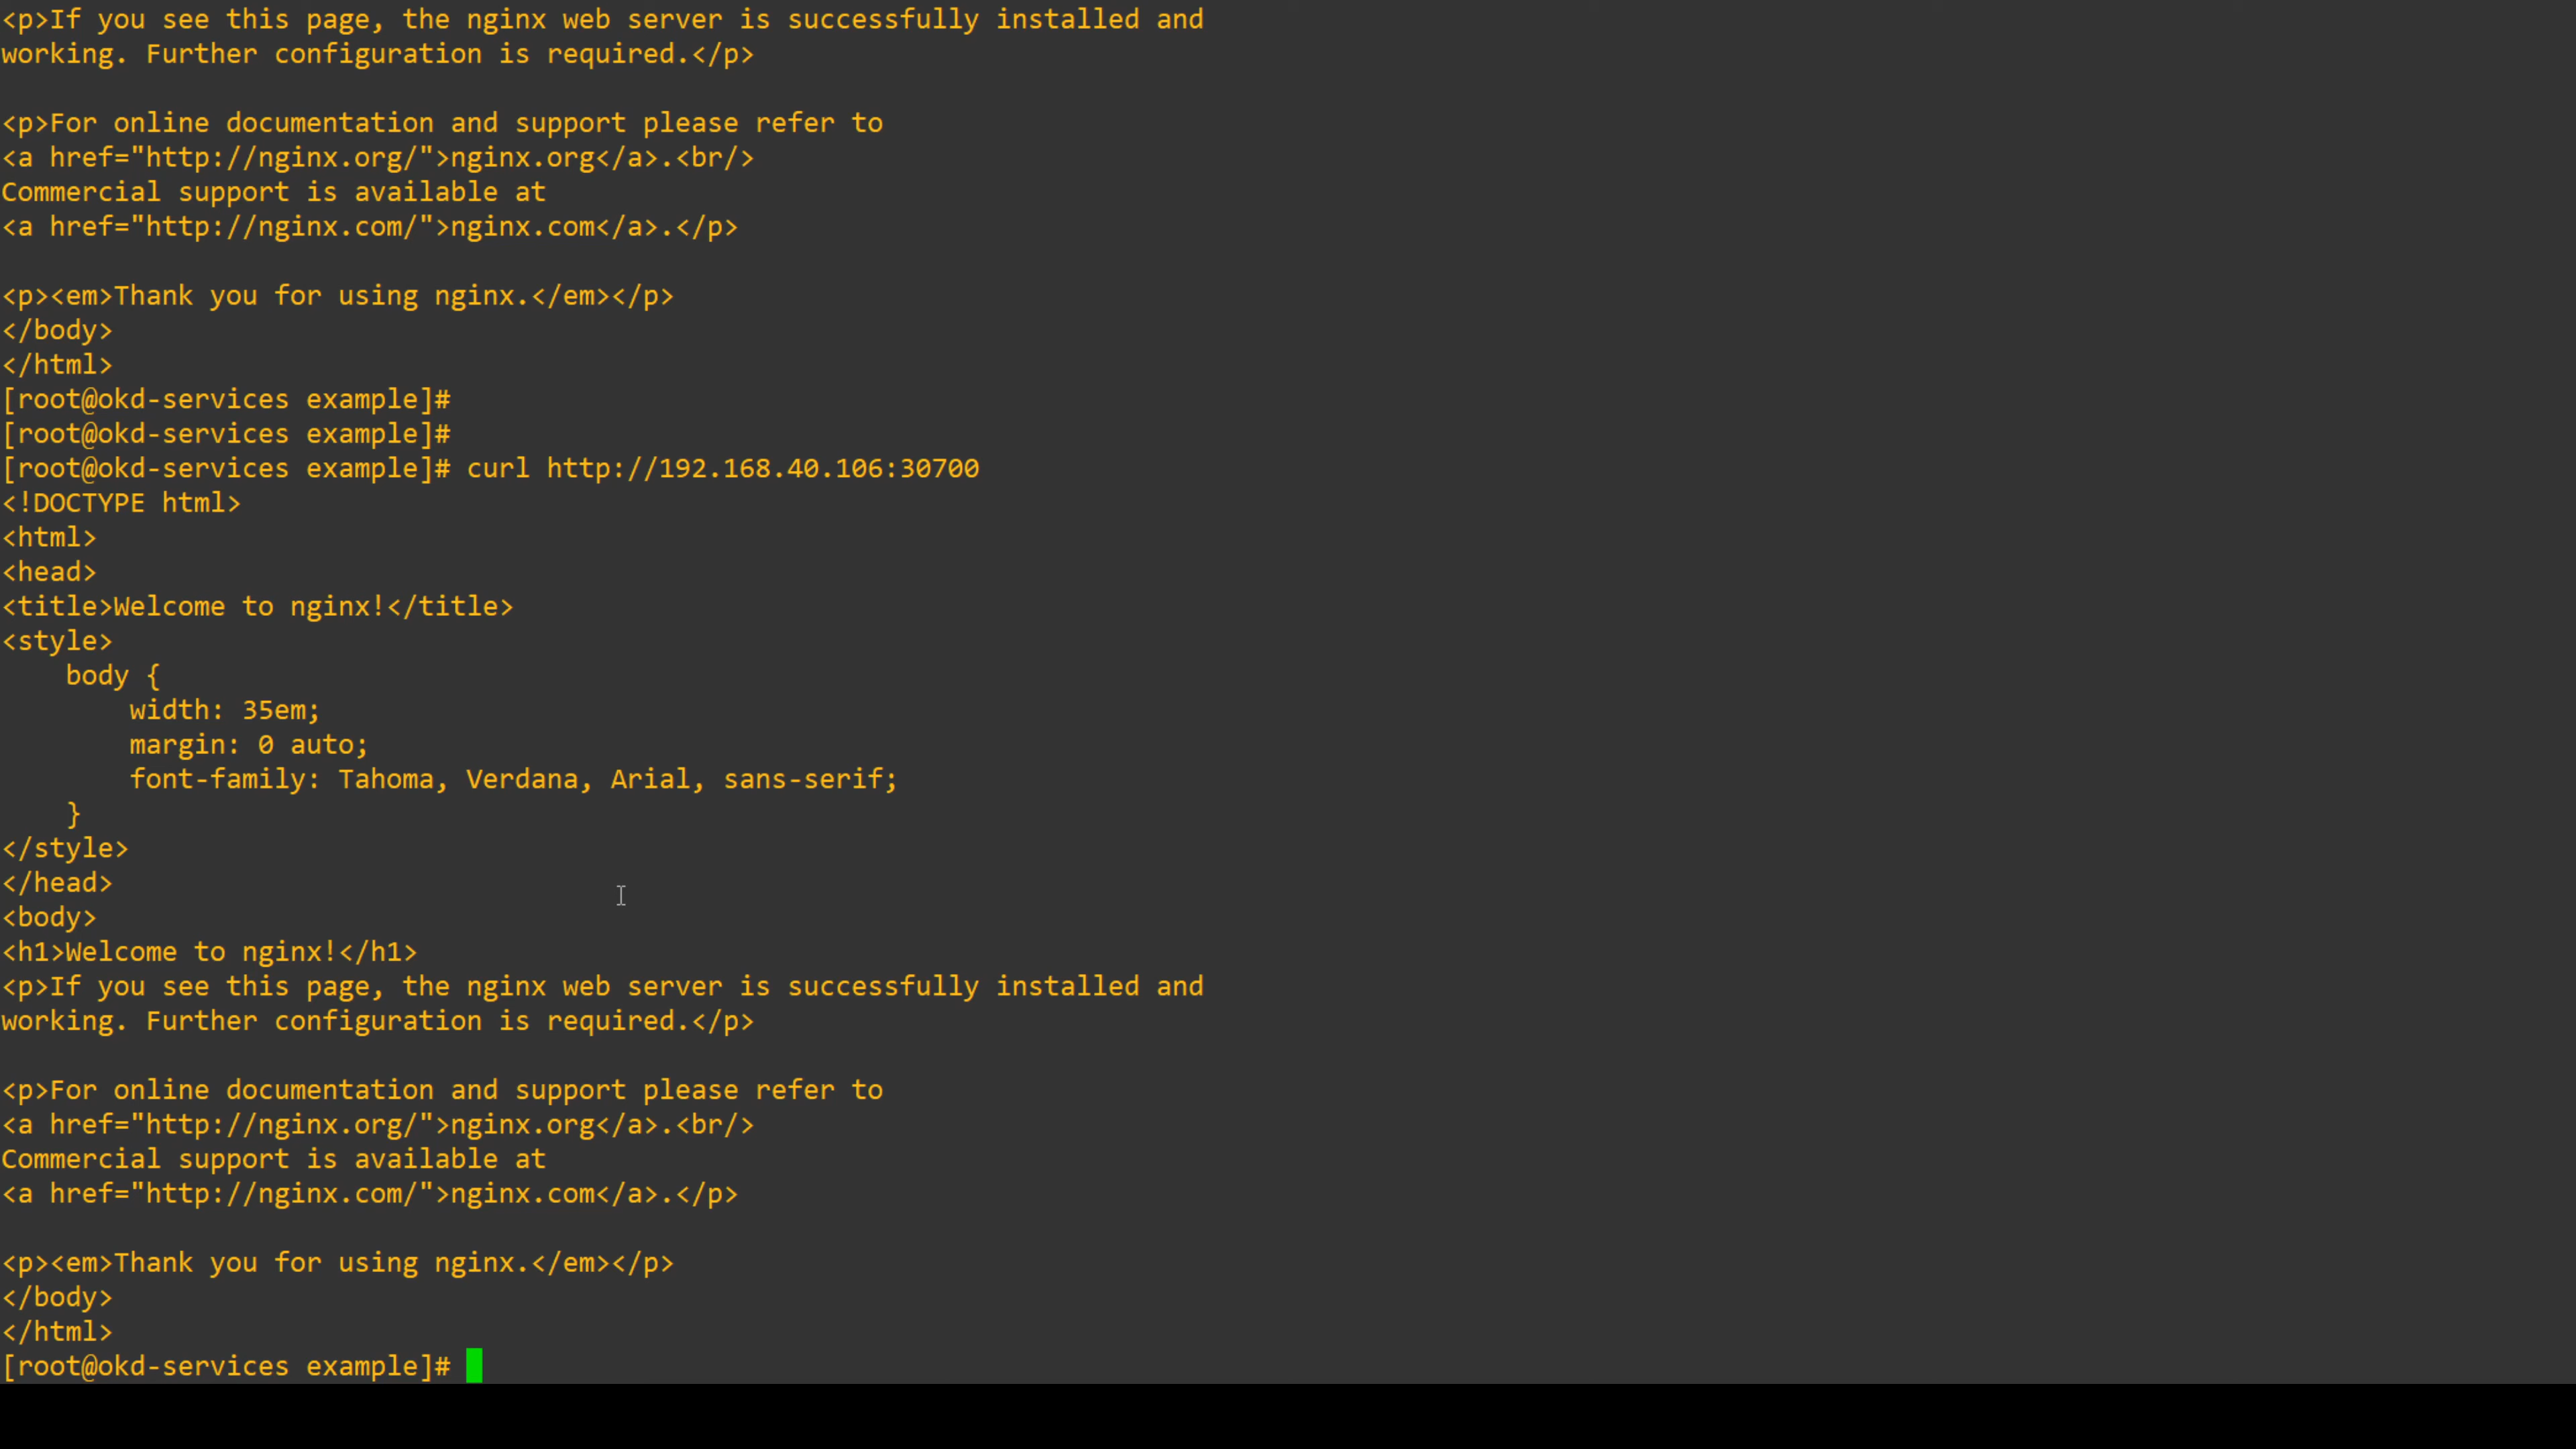 <p>If you see this page, the nginx web server is successfully installed and
working. Further configuration is required.</p>
<p>For online documentation and support please refer to
<a href="http://nginx.org/">nginx.org</a>.<br/>
Commercial support is available at
<a href="http://nginx.com/">nginx.com</a>.</p>
<p><em>Thank you for using nginx.</em></p>
</body>
</html>
[root@okd-services example]#
[root@okd-services example]#
[root@okd-services example]# curl http://192.168.40.106:30700
<!DOCTYPE html>
<html>
<head>
<title>Welcome to nginx!</title>
<style>
    body {
        width: 35em;
        margin: 0 auto;
        font-family: Tahoma, Verdana, Arial, sans-serif;
    }
</style>
</head>
<body>
<h1>Welcome to nginx!</h1>
<p>If you see this page, the nginx web server is successfully installed and
working. Further configuration is required.</p>
<p>For online documentation and support please refer to
<a href="http://nginx.org/">nginx.org</a>.<br/>
Commercial support is available at
<a href="http://nginx.com/">nginx.com</a>.</p>
<p><em>Thank you for using nginx.</em></p>
</body>
</html>
[root@okd-services example]#